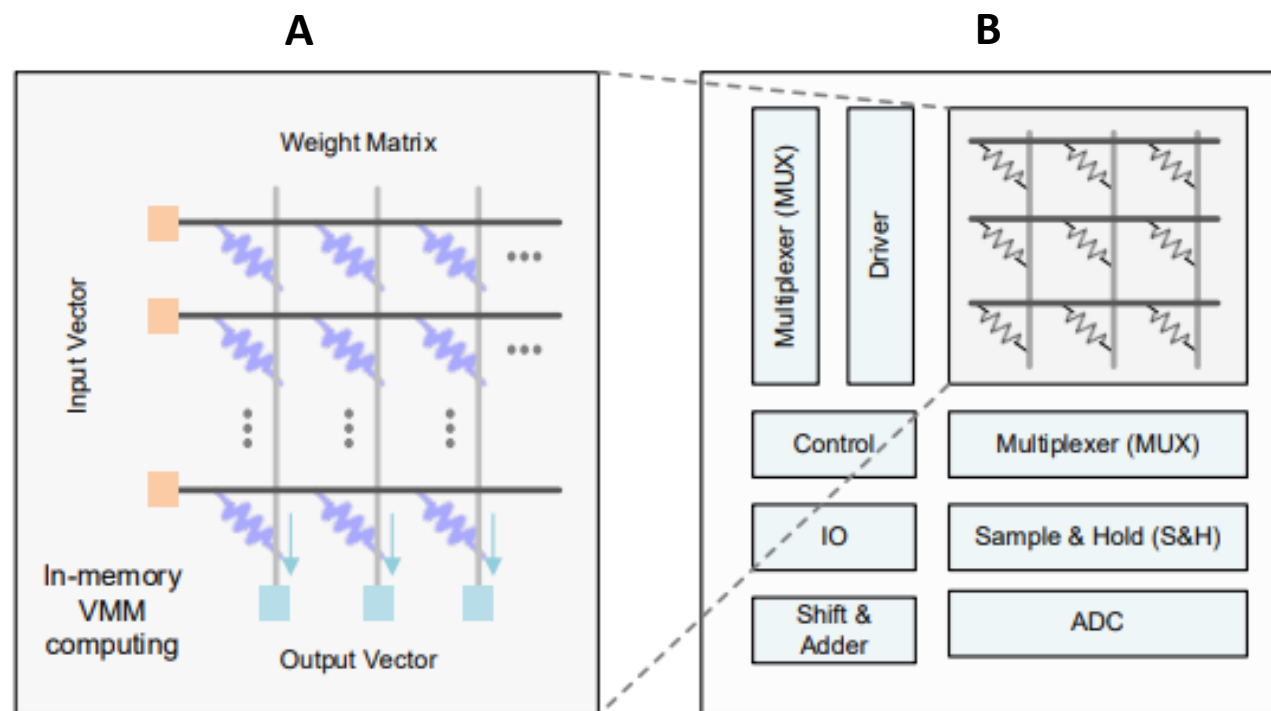 A
B
Weight Matrix
Input Vector
In-memory
VMM
computing
Output Vector
Multiplexer (MUX)
Driver
Control
Multiplexer (MUX)
IO
Sample & Hold (S&H)
Shift &
Adder
ADC